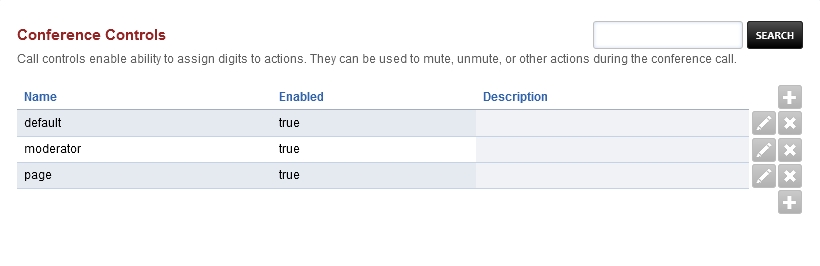 Conference Controls
SEARCH
Call controls enable ability to assign digits to actions. They can be used to mute, unmute, or other actions during the conference call.
Name Enabled Description
default true
moderator true
page true